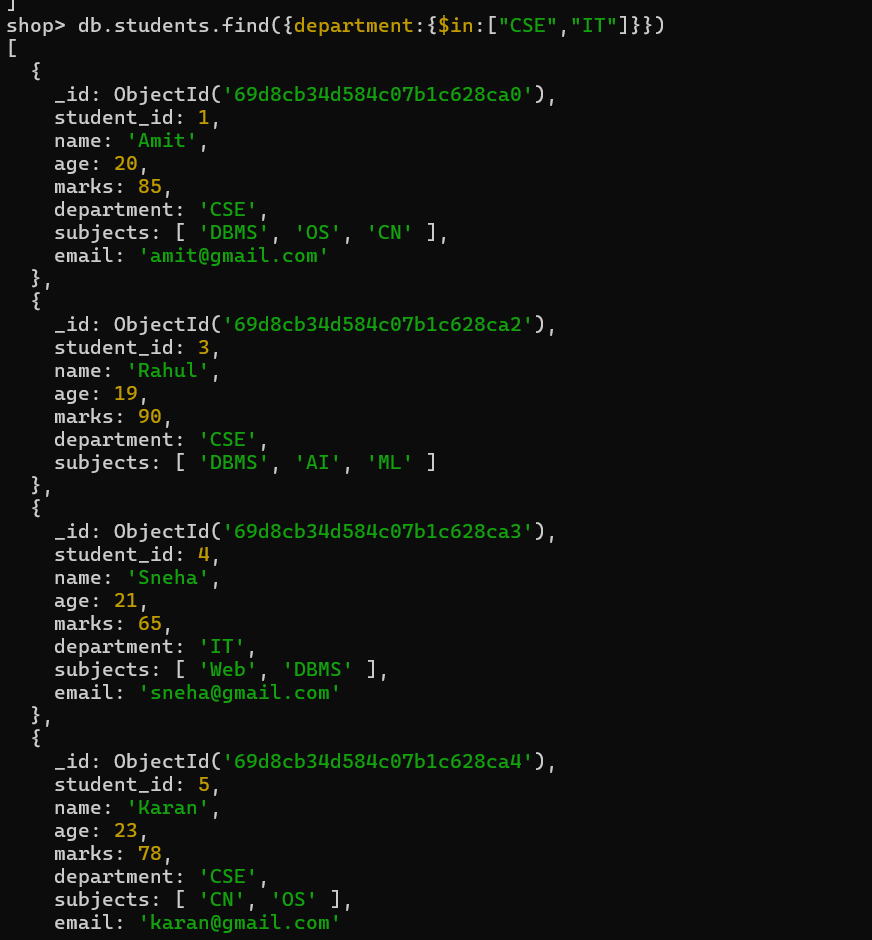 ]
shop> db.students.find({department:{$in:["CSE","IT"]}})
[
  {
    _id: ObjectId('69d8cb34d584c07b1c628ca0'),
    student_id: 1,
    name: 'Amit',
    age: 20,
    marks: 85,
    department: 'CSE',
    subjects: [ 'DBMS', 'OS', 'CN' ],
    email: 'amit@gmail.com'
  },
  {
    _id: ObjectId('69d8cb34d584c07b1c628ca2'),
    student_id: 3,
    name: 'Rahul',
    age: 19,
    marks: 90,
    department: 'CSE',
    subjects: [ 'DBMS', 'AI', 'ML' ]
  },
  {
    _id: ObjectId('69d8cb34d584c07b1c628ca3'),
    student_id: 4,
    name: 'Sneha',
    age: 21,
    marks: 65,
    department: 'IT',
    subjects: [ 'Web', 'DBMS' ],
    email: 'sneha@gmail.com'
  },
  {
    _id: ObjectId('69d8cb34d584c07b1c628ca4'),
    student_id: 5,
    name: 'Karan',
    age: 23,
    marks: 78,
    department: 'CSE',
    subjects: [ 'CN', 'OS' ],
    email: 'karan@gmail.com'